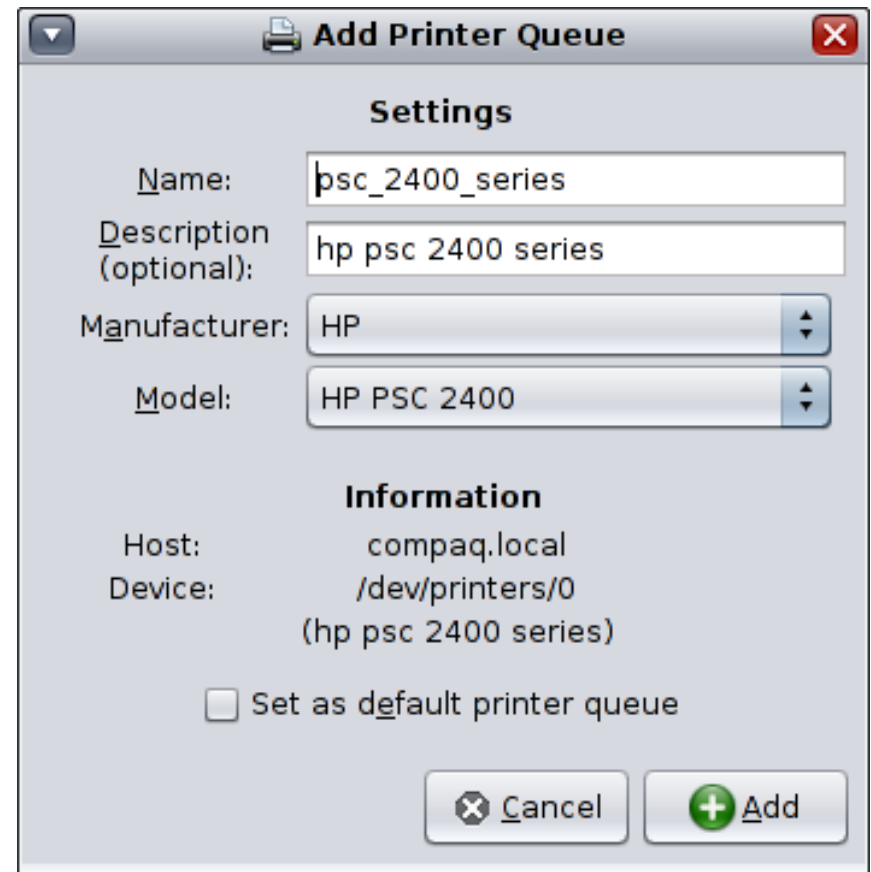 Add Printer Queue
Settings
Name: psc_2400_series
Description
(optional): hp psc 2400 series
Manufacturer: HP
Model: HP PSC 2400
Information
Host: compaq.local
Device: /dev/printers/0
(hp psc 2400 series)
Set as default printer queue
Cancel Add